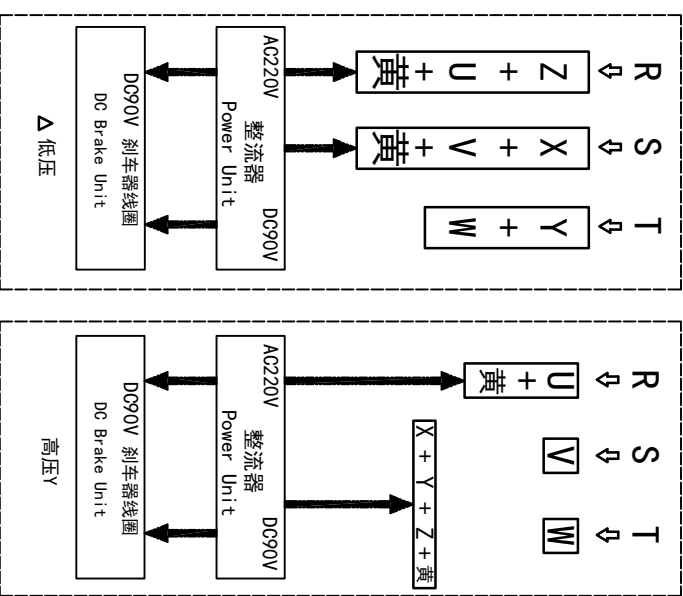 R S T
Z + U + 黄
X + V + 黄
Y + W
AC220V 整流器 DC90V
Power Unit
DC90V 刹车器线圈
DC Brake Unit
Δ 低压
R S T
U + 黄
V
W
X + Y + Z + 黄
AC220V 整流器 DC90V
Power Unit
DC90V 刹车器线圈
DC Brake Unit
高压Y